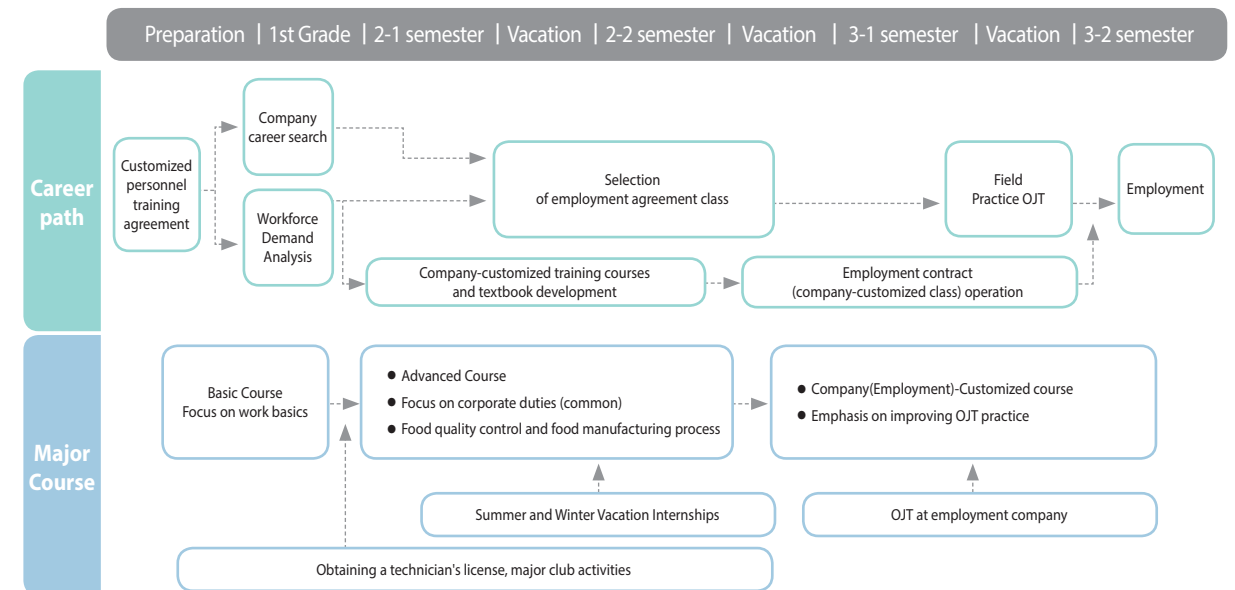 Preparation | 1st Grade | 2-1 semester | Vacation | 2-2 semester | Vacation | 3-1 semester | Vacation | 3-2 semester
Career
path
Customized
personnel
training
agreement
Company
career search
Workforce
Demand
Analysis
Selection
of employment agreement class
Company-customized training courses
and textbook development
Employment contract
(company-customized class) operation
Field
Practice OJT
Employment
Major
Course
Basic Course
Focus on work basics
● Advanced Course
● Focus on corporate duties (common)
● Food quality control and food manufacturing process
● Company(Employment)-Customized course
● Emphasis on improving OJT practice
Summer and Winter Vacation Internships
OJT at employment company
Obtaining a technician's license, major club activities